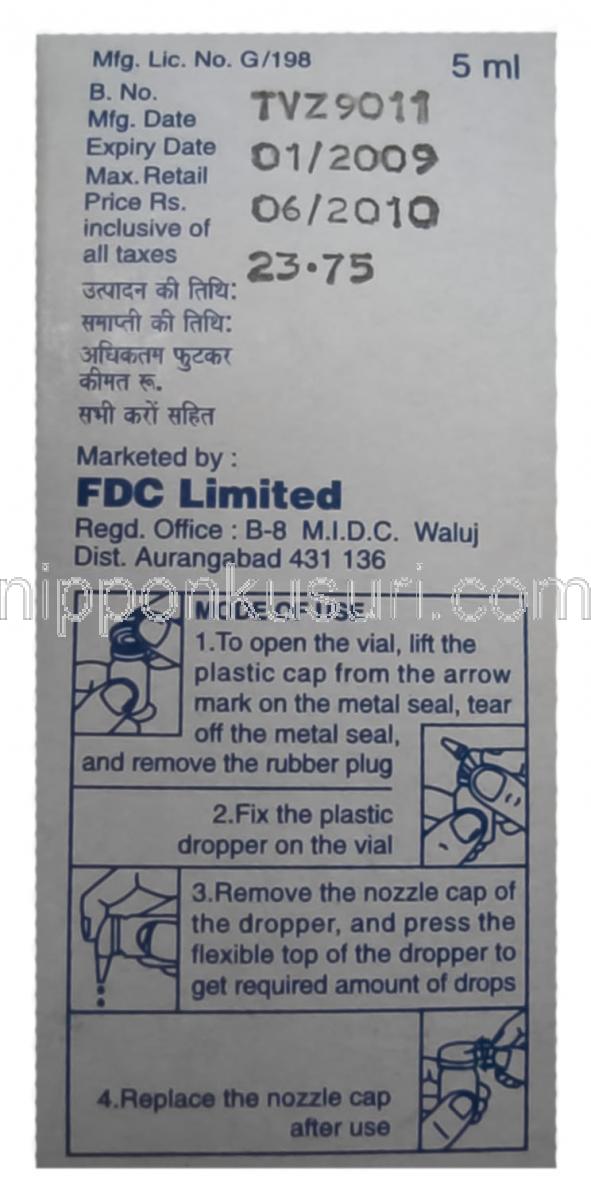 Mfg. Lic. No. G/198
5 ml
B. No.
Mfg. Date
Expiry Date
Max. Retail
Price Rs.
inclusive of
all taxes
TVZ9011
01/2009
06/2010
23.75
उत्पादन की तिथि:
समाप्ती की तिथि:
अधिकतम फुटकर
कीमत रू.
सभी करों सहित
Marketed by :
FDC Limited
Regd. Office : B-8 M.I.D.C. Waluj
Dist. Aurangabad 431 136
nipponkusuri.com
MODE OF USE
1.To open the vial, lift the
plastic cap from the arrow
mark on the metal seal, tear
off the metal seal,
and remove the rubber plug
2.Fix the plastic
dropper on the vial
3.Remove the nozzle cap of
the dropper, and press the
flexible top of the dropper to
get required amount of drops
4.Replace the nozzle cap
after use